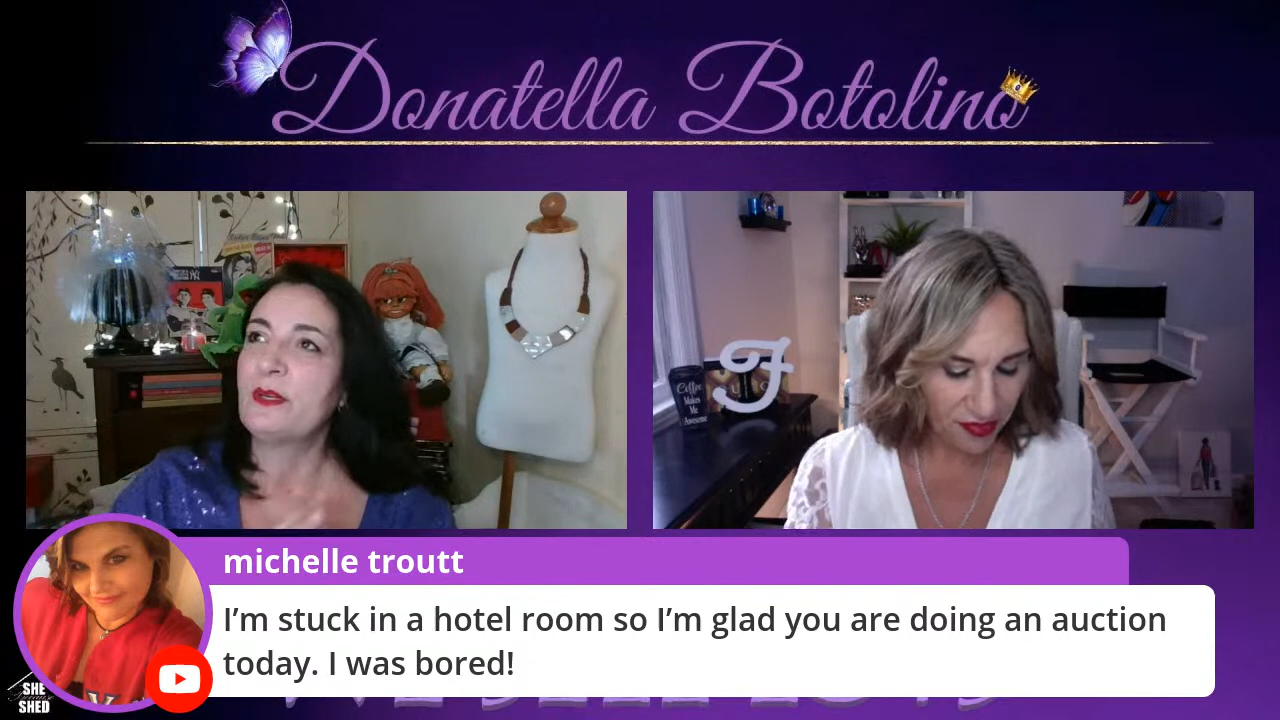 Donatella Botolino
Coffee
Makes
Me
Awesome
michelle troutt
I'm stuck in a hotel room so I'm glad you are doing an auction
today. I was bored!
SHE
SHED